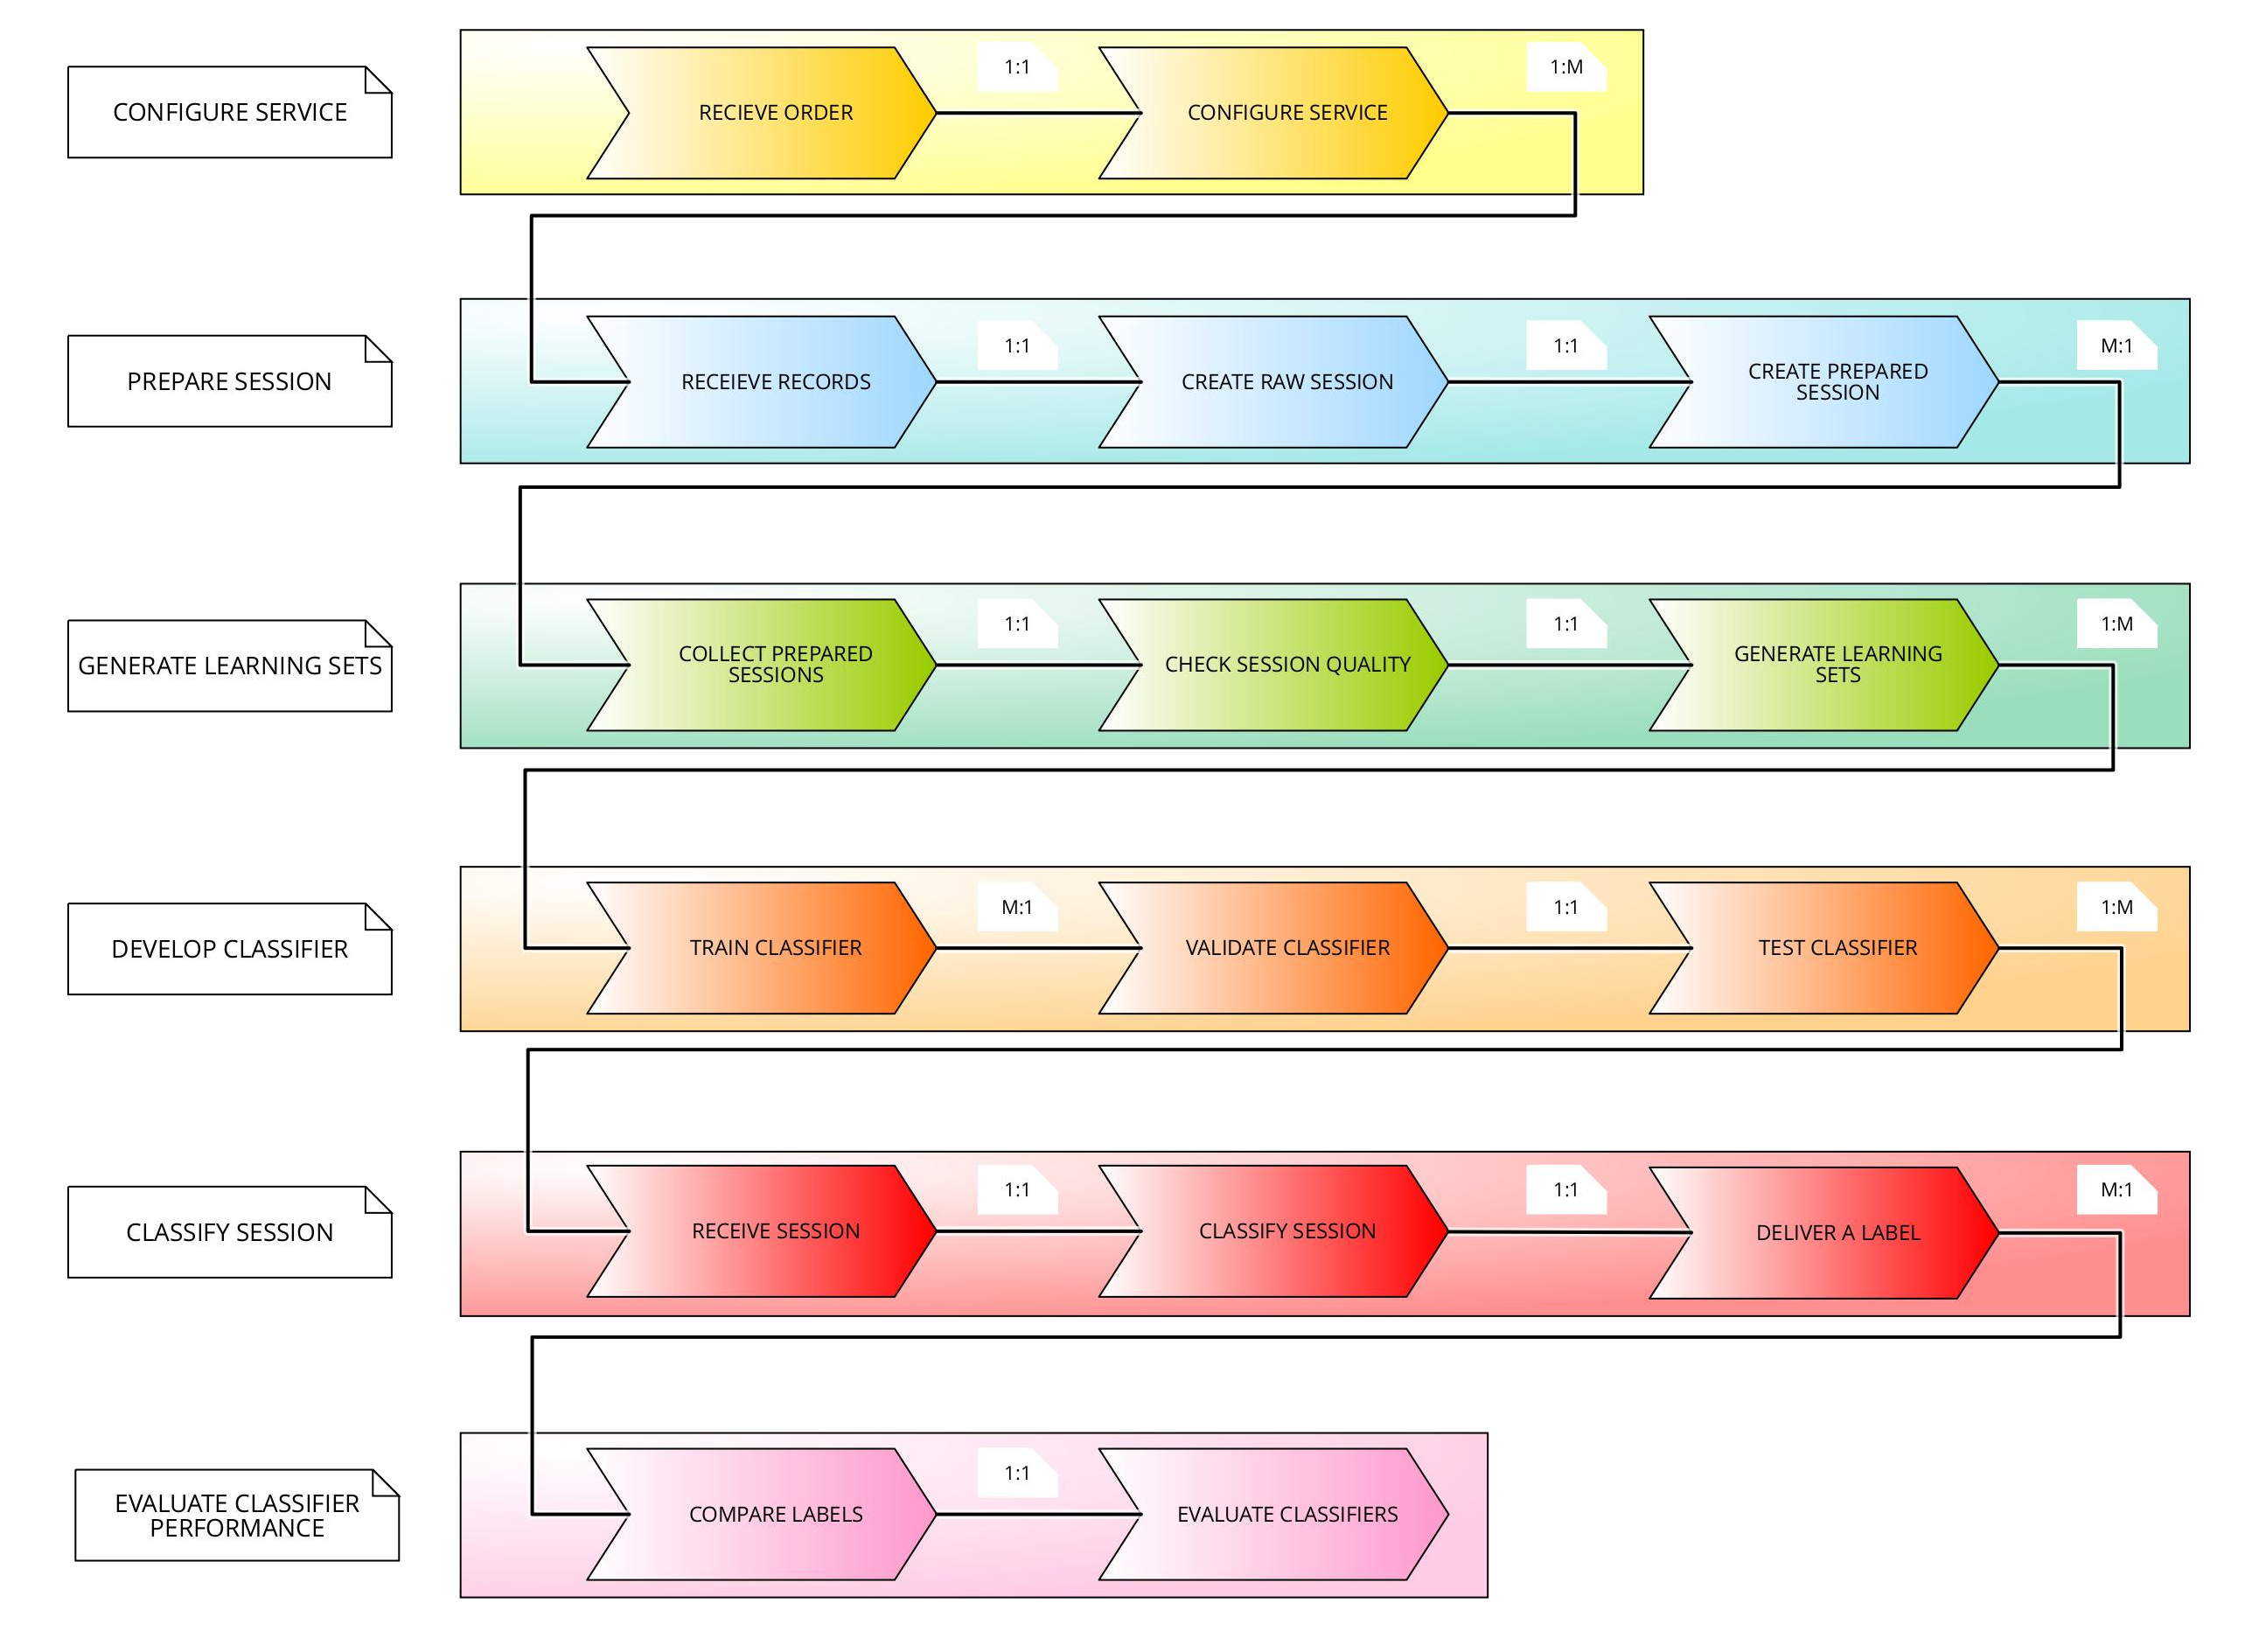 CONFIGURE SERVICE
RECIEVE ORDER
1:1
CONFIGURE SERVICE
1:M
PREPARE SESSION
RECEIEVE RECORDS
1:1
CREATE RAW SESSION
1:1
CREATE PREPARED
SESSION
M:1
GENERATE LEARNING SETS
COLLECT PREPARED
SESSIONS
1:1
CHECK SESSION QUALITY
1:1
GENERATE LEARNING
SETS
1:M
DEVELOP CLASSIFIER
TRAIN CLASSIFIER
M:1
VALIDATE CLASSIFIER
1:1
TEST CLASSIFIER
1:M
CLASSIFY SESSION
RECEIVE SESSION
1:1
CLASSIFY SESSION
1:1
DELIVER A LABEL
M:1
EVALUATE CLASSIFIER
PERFORMANCE
COMPARE LABELS
1:1
EVALUATE CLASSIFIERS